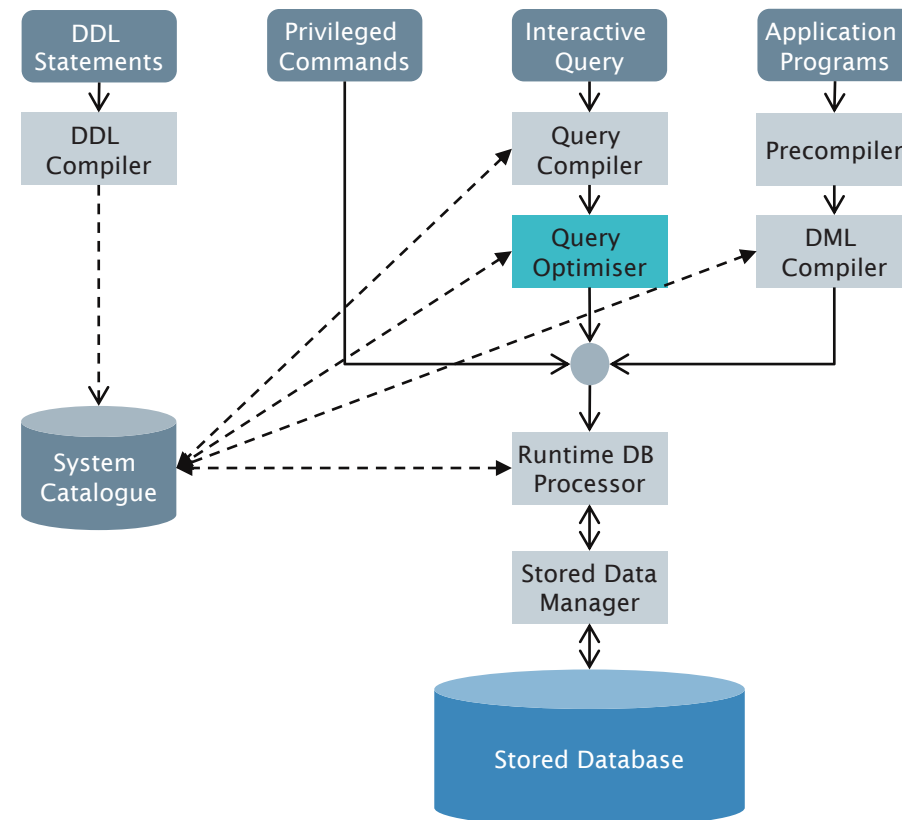 DDL
Statements
Privileged
Commands
Interactive
Query
Application
Programs
DDL
Compiler
Query
Compiler
Precompiler
Query
Optimiser
DML
Compiler
System
Catalogue
Runtime DB
Processor
Stored Data
Manager
Stored Database